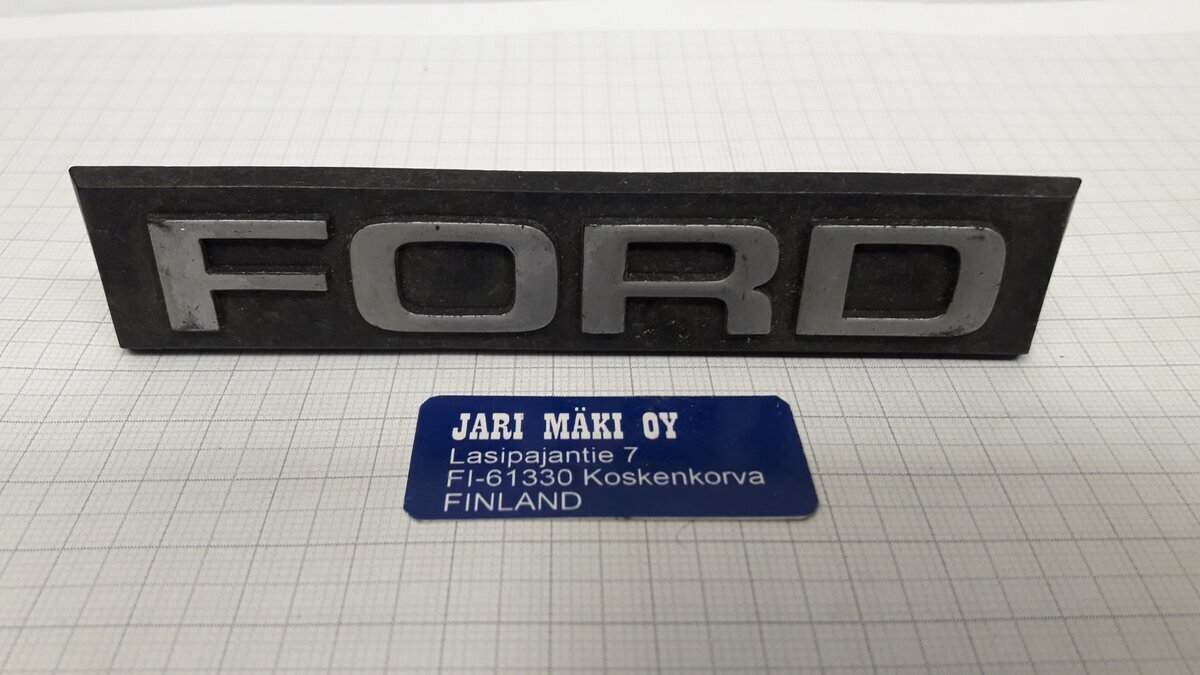 FORD
JARI MÄKI OY
Lasipajantie 7
FI-61330 Koskenkorva
FINLAND